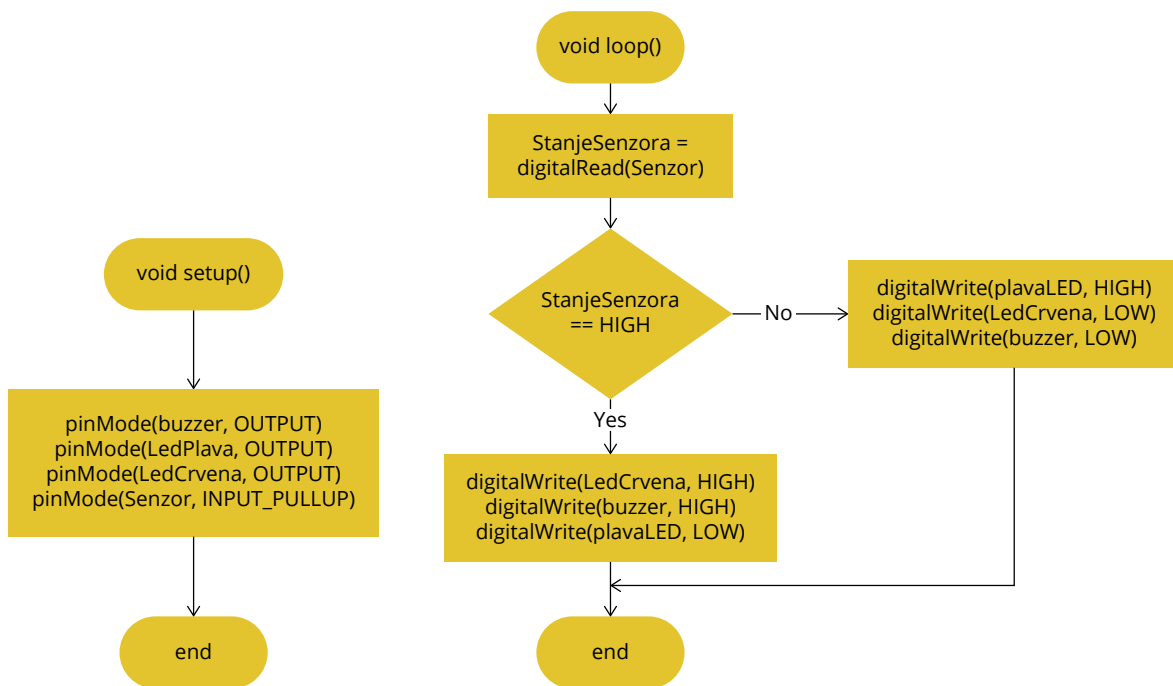 void setup()
pinMode(buzzer, OUTPUT)
pinMode(LedPlava, OUTPUT)
pinMode(LedCrvena, OUTPUT)
pinMode(Senzor, INPUT_PULLUP)
end
void loop()
StanjeSenzora =
digitalRead(Senzor)
StanjeSenzora
== HIGH
No
digitalWrite(plavaLED, HIGH)
digitalWrite(LedCrvena, LOW)
digitalWrite(buzzer, LOW)
Yes
digitalWrite(LedCrvena, HIGH)
digitalWrite(buzzer, HIGH)
digitalWrite(plavaLED, LOW)
end